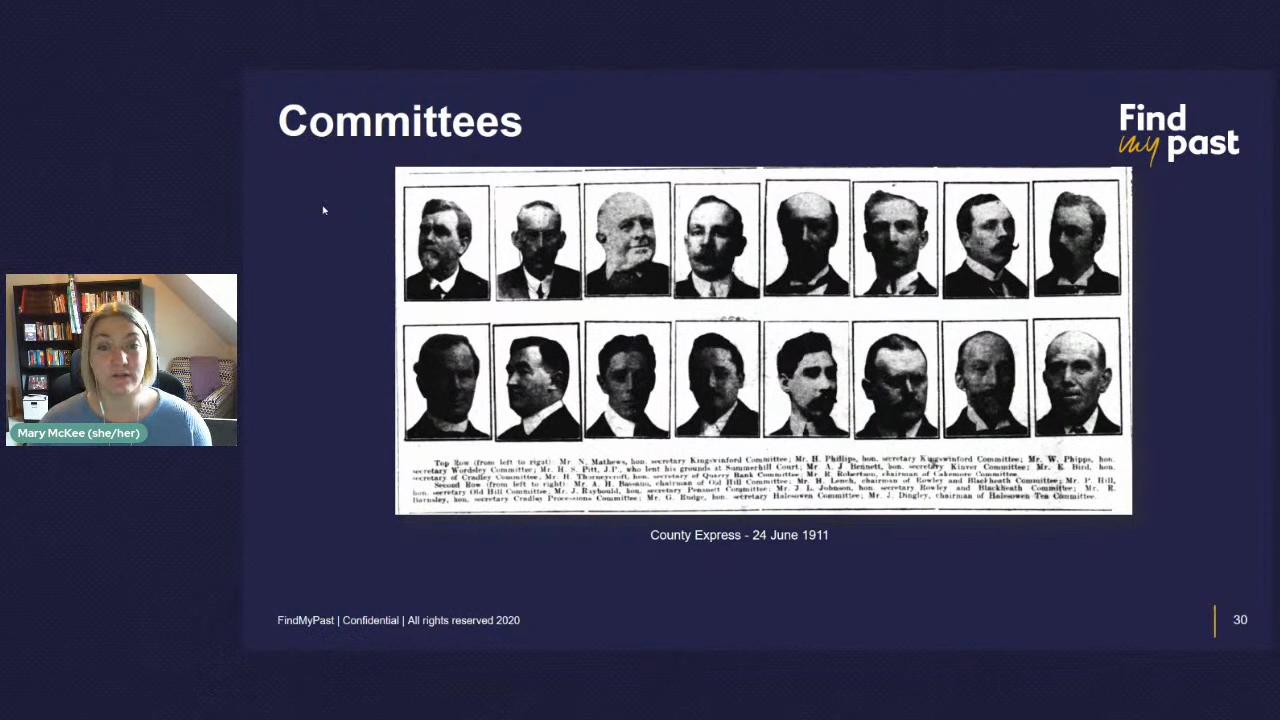 Committees
Find
my past
Top Row (from left to right): Mr. N. Mathews, hon. secretary Kingswinford Committee; Mr. H. Phillips, hon. secretary Kingswinford Committee; Mr. W. Phipps, hon.
secretary Wordsley Committee; Mr. H. S. Pitt, J.P., who lent his grounds at Summerhill Court; Mr. A. J. Bennett, hon. secretary Kinver Committee; Mr. E. Bird, hon.
secretary of Cradley Committee; Mr. H. Thorneycroft, hon. secretary of Quarry Bank Committee; Mr. R. Robertson, chairman of Cakemore Committee.
Second Row (from left to right): Mr. A. H. Bassano, chairman of Old Hill Committee; Mr. H. Lench, chairman of Rowley and Blackheath Committee; Mr. P. Hill,
hon. secretary Old Hill Committee; Mr. J. Raybould, hon. secretary Pensnett Committee; Mr. J. L. Johnson, hon. secretary Rowley and Blackheath Committee; Mr. R.
Barnsley, hon. secretary Cradley Processions Committee; Mr. G. Rudge, hon. secretary Halesowen Committee; Mr. J. Dingley, chairman of Halesowen Tea Committee.
Mary McKee (she/her)
County Express - 24 June 1911
FindMyPast | Confidential | All rights reserved 2020
30